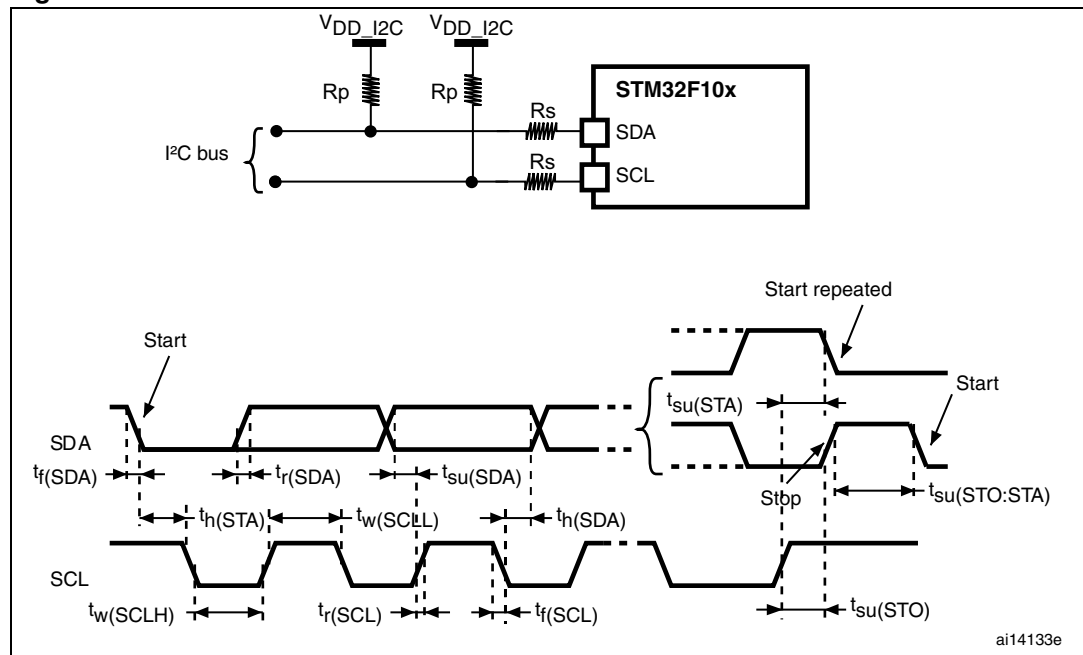 VDD_I2C VDD_I2C
Rp Rp
STM32F10x
Rs
SDA
I²C bus
Rs
SCL
Start repeated
Start
Start
tsu(STA)
SDA
tf(SDA) tr(SDA) tsu(SDA)
Stop
tsu(STO:STA)
th(STA) tw(SCLL) th(SDA)
SCL
tw(SCLH) tr(SCL) tf(SCL) tsu(STO)
ai14133e